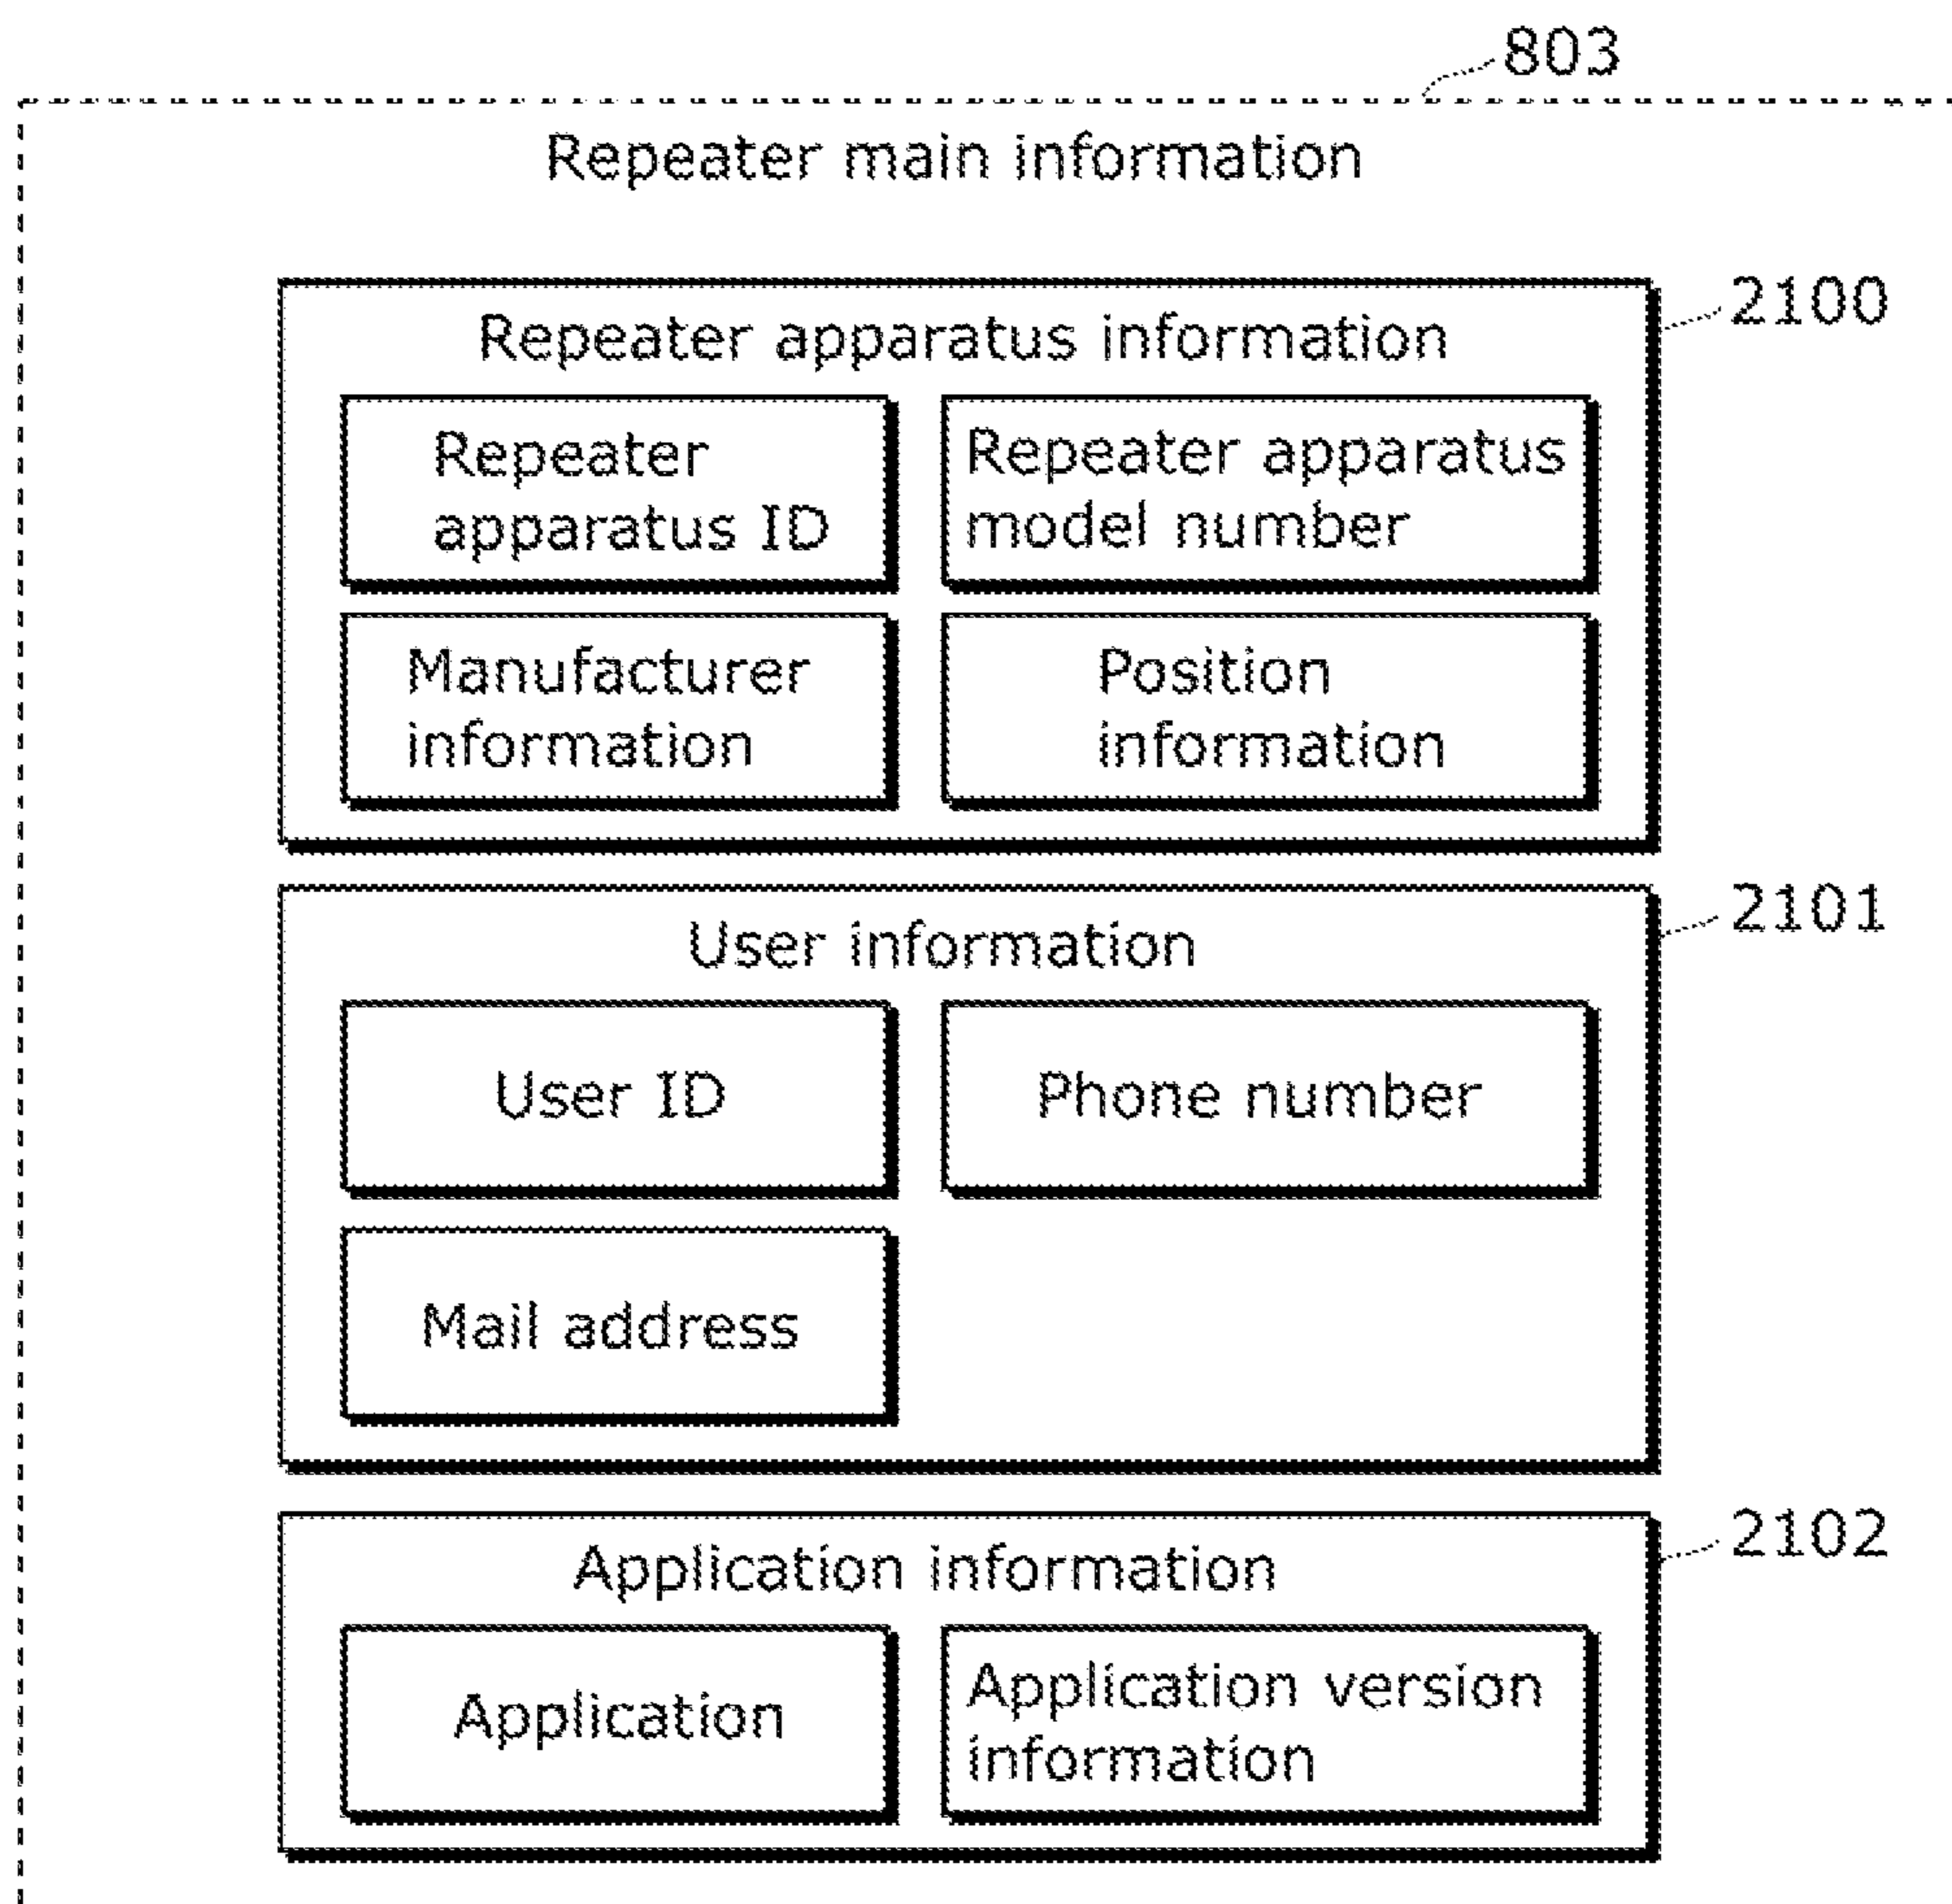 803
Repeater main information
2100
Repeater apparatus information
Repeater
apparatus ID
Repeater apparatus
model number
Manufacturer
information
Position
information
2101
User information
User ID
Phone number
Mail address
2102
Application information
Application
Application version
information